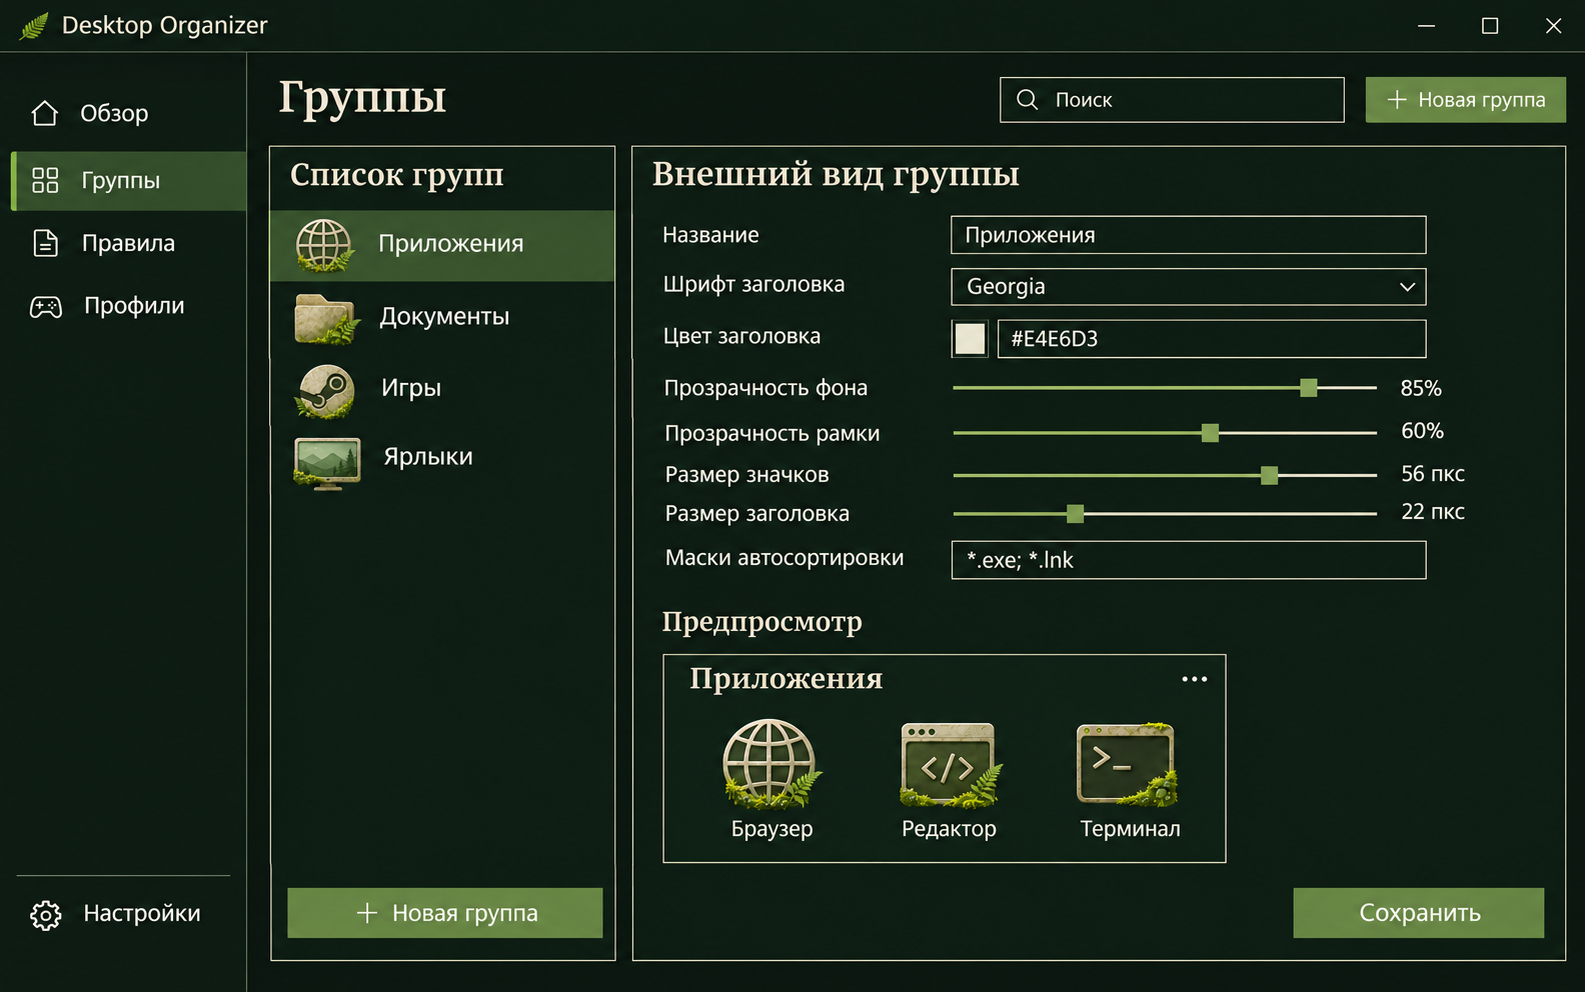 Desktop Organizer
Обзор
Группы
Правила
Профили
Настройки
Группы
Поиск
Новая группа
Список групп
Приложения
Документы
Игры
Ярлыки
Новая группа
Внешний вид группы
Название
Приложения
Шрифт заголовка
Georgia
Цвет заголовка
#E4E6D3
Прозрачность фона
85%
Прозрачность рамки
60%
Размер значков
56 пкс
Размер заголовка
22 пкс
Маски автосортировки
*.exe; *.lnk
Предпросмотр
Приложения
Браузер
Редактор
Терминал
Сохранить